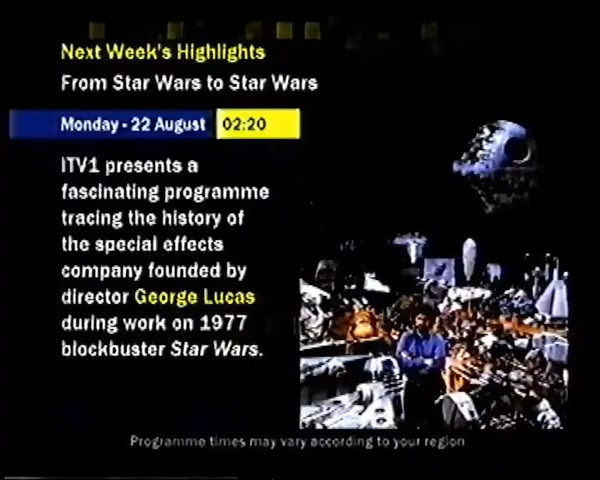 Next Week's Highlights
From Star Wars to Star Wars
Monday - 22 August 02:20
ITV1 presents a
fascinating programme
tracing the history of
the special effects
company founded by
director George Lucas
during work on 1977
blockbuster Star Wars.
Programme times may vary according to your region